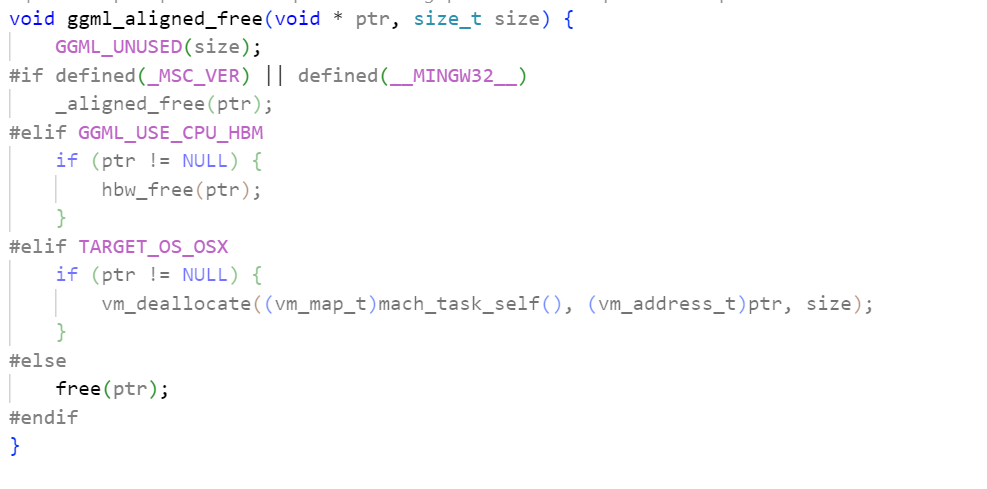 void ggml_aligned_free(void * ptr, size_t size) {
    GGML_UNUSED(size);
#if defined(_MSC_VER) || defined(__MINGW32__)
    _aligned_free(ptr);
#elif GGML_USE_CPU_HBM
    if (ptr != NULL) {
        hbw_free(ptr);
    }
#elif TARGET_OS_OSX
    if (ptr != NULL) {
        vm_deallocate((vm_map_t)mach_task_self(), (vm_address_t)ptr, size);
    }
#else
    free(ptr);
#endif
}